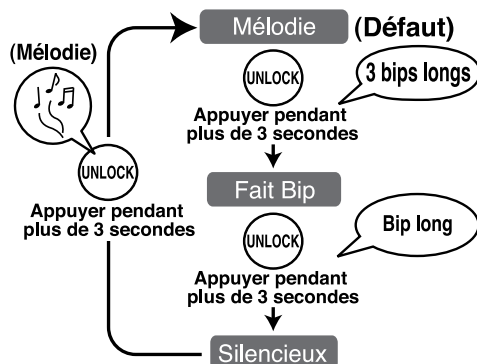 Mélodie (Défaut)
(Mélodie)
UNLOCK
3 bips longs
Appuyer pendant
plus de 3 secondes
UNLOCK
Appuyer pendant
plus de 3 secondes
Fait Bip
UNLOCK
Bip long
Appuyer pendant
plus de 3 secondes
Silencieux